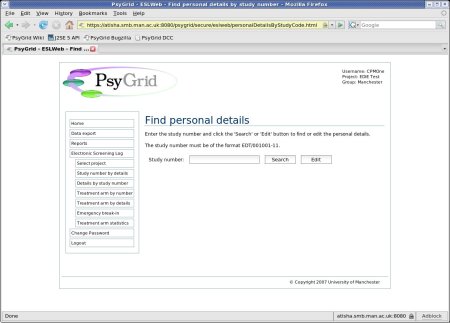 PsyGrid - ESLWeb - Find personal details by study number - Mozilla Firefox
File Edit View History Bookmarks Tools Help
https://atisha.smb.man.ac.uk:8080/psygrid/secure/eslweb/personalDetailsByStudyCode.html
Google
PsyGrid Wiki J2SE 5 API PsyGrid Bugzilla PsyGrid DCC
PsyGrid - ESLWeb - Find ...
PsyGrid
Username: CPMOne
Project: EDIE Test
Group: Manchester
Home
Data export
Reports
Electronic Screening Log
Select project
Study number by details
Details by study number
Treatment arm by number
Treatment arm by details
Emergency break-in
Treatment arm statistics
Change Password
Logout
Find personal details
Enter the study number and click the 'Search' or 'Edit' button to find or edit the personal details.
The study number must be of the format EDT/001001-11.
Study number: Search Edit
© Copyright 2007 University of Manchester
Done
atisha.smb.man.ac.uk:8080
Adblock